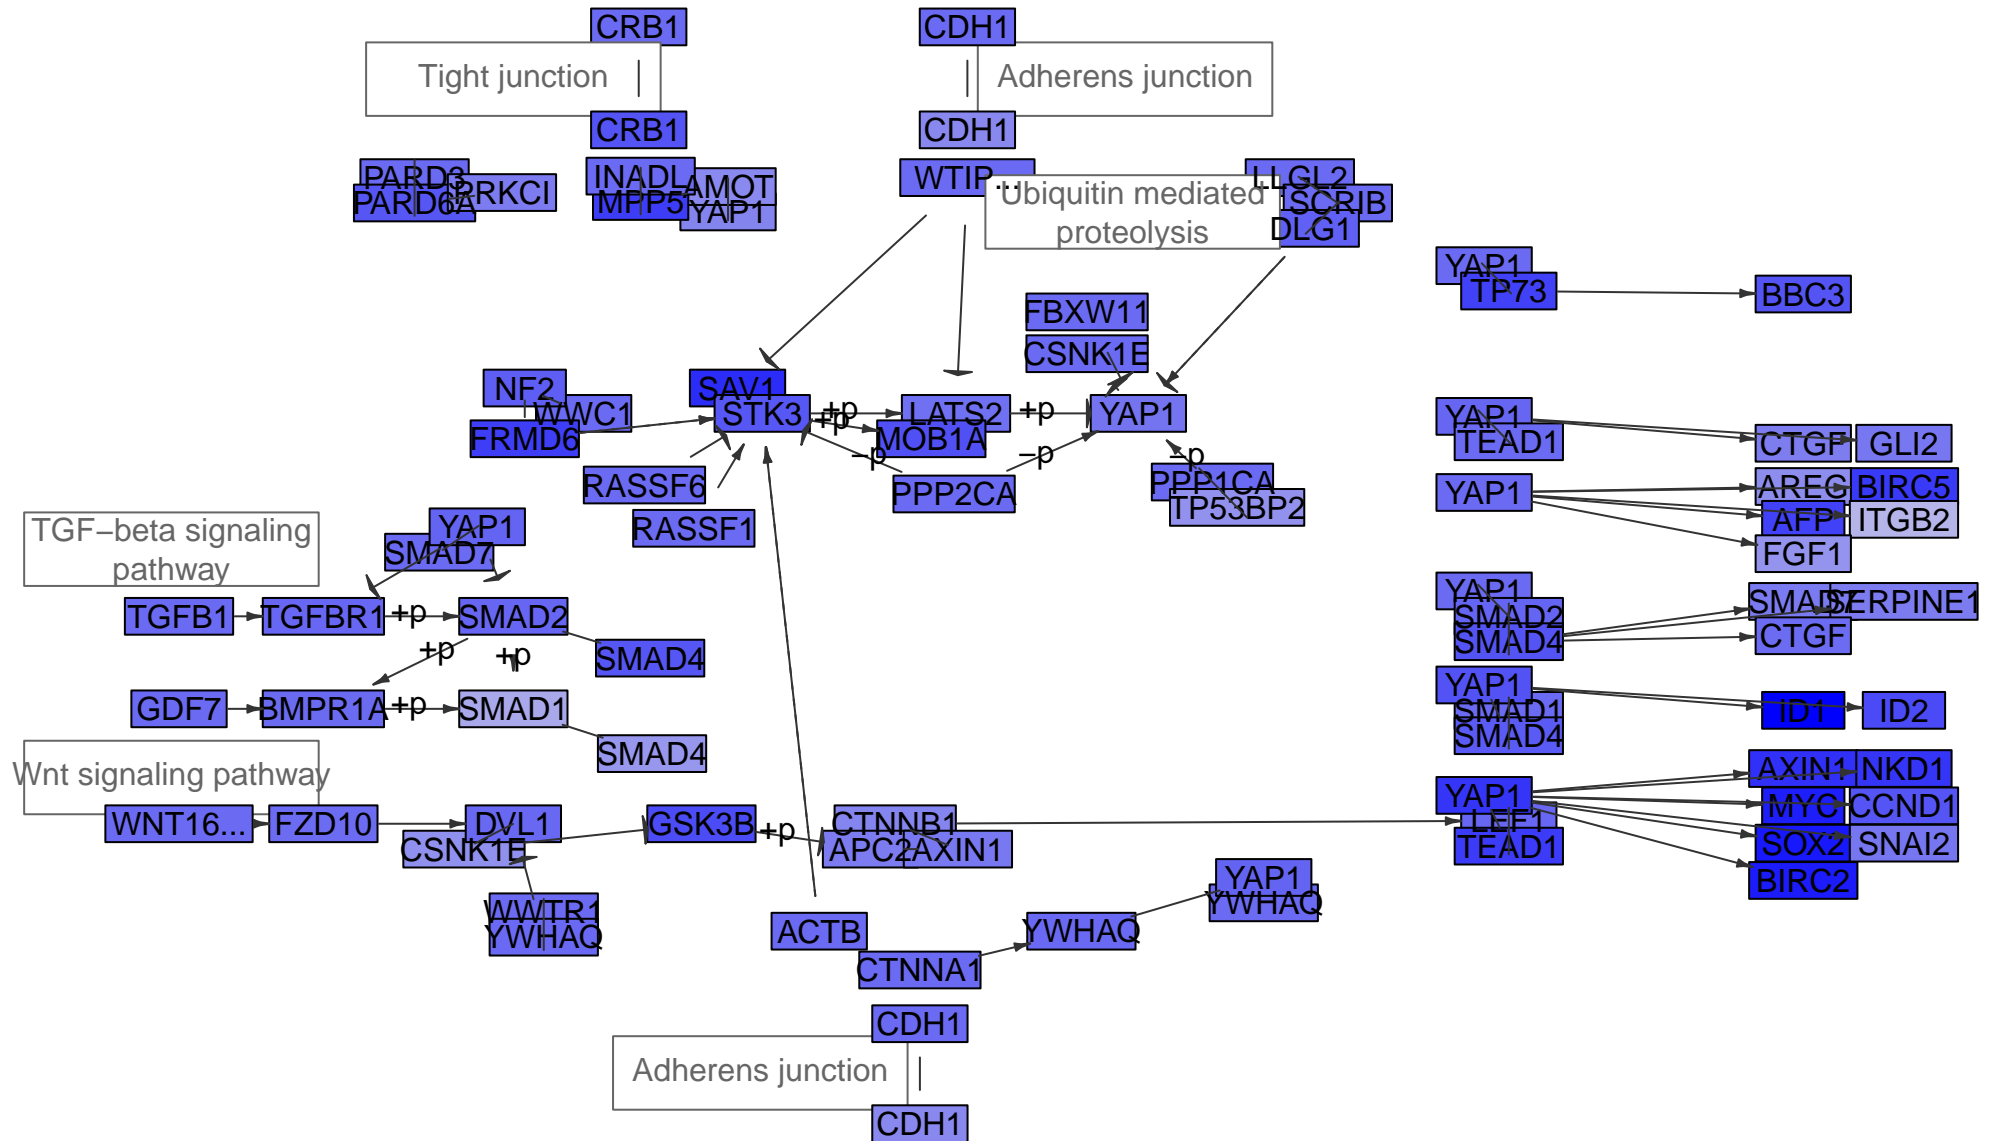 CRB1
CDH1
Tight junction
Adherens junction
CRB1
CDH1
PARD3
PRKCI
PARD6A
INADL
AMOT
MPP5
YAP1
WTIP...
LLGL2
Ubiquitin mediated
proteolysis
SCRIB
DLG1
YAP1
TP73
BBC3
FBXW11
CSNK1E
NF2
WWC1
FRMD6
SAV1
STK3
+p
+p
LATS2
MOB1A
+p
YAP1
YAP1
TEAD1
CTGF
GLI2
RASSF6
RASSF1
−p
PPP2CA
−p
−p
PPP1CA
TP53BP2
YAP1
AREG
BIRC5
AFP
ITGB2
FGF1
TGF−beta signaling
pathway
YAP1
SMAD7
TGFB1
TGFBR1
+p
SMAD2
+p
+p
SMAD4
YAP1
SMAD2
SMAD4
SMAD7
SERPINE1
CTGF
GDF7
BMPR1A
+p
SMAD1
SMAD4
YAP1
SMAD1
SMAD4
ID1
ID2
Wnt signaling pathway
WNT16...
FZD10
DVL1
CSNK1E
GSK3B
+p
CTNNB1
APC2
AXIN1
YAP1
LEF1
TEAD1
AXIN1
NKD1
MYC
CCND1
SOX2
SNAI2
BIRC2
WWTR1
YWHAQ
ACTB
CTNNA1
YWHAQ
YAP1
YWHAQ
CDH1
Adherens junction
CDH1